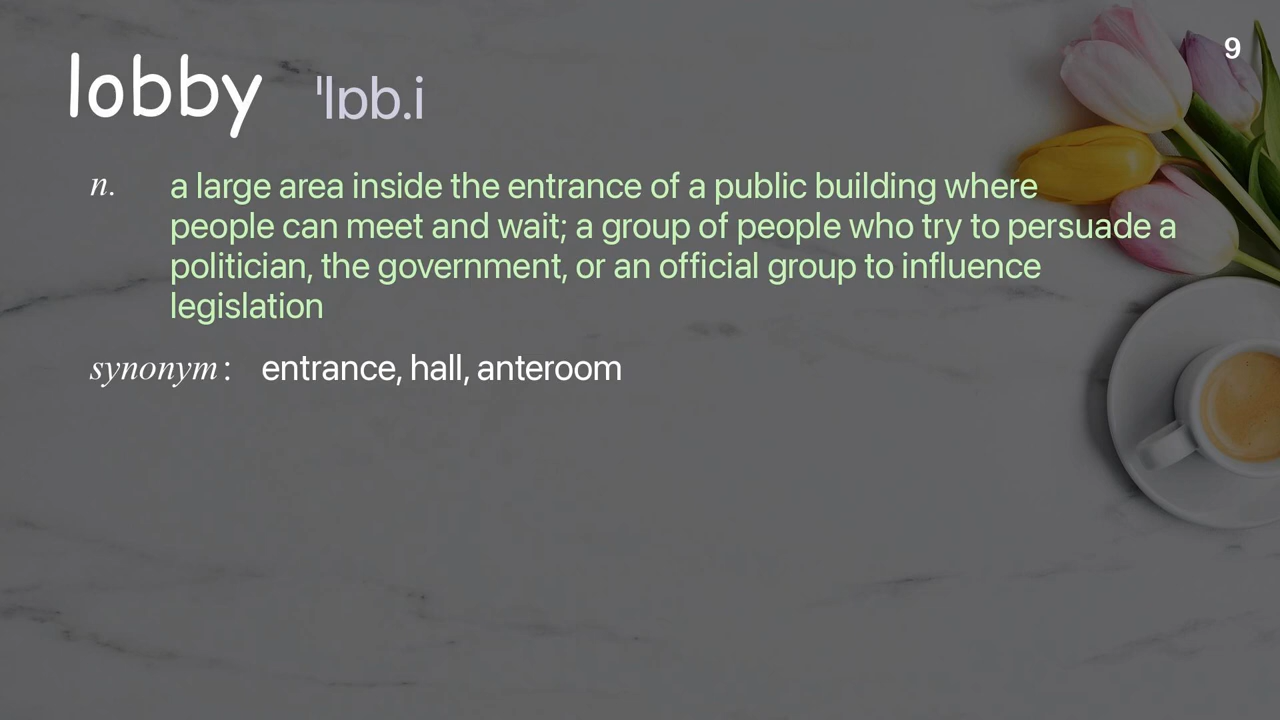 9
lobby ˈlɒb.i
n. a large area inside the entrance of a public building where
people can meet and wait; a group of people who try to persuade a
politician, the government, or an official group to influence
legislation
synonym: entrance, hall, anteroom